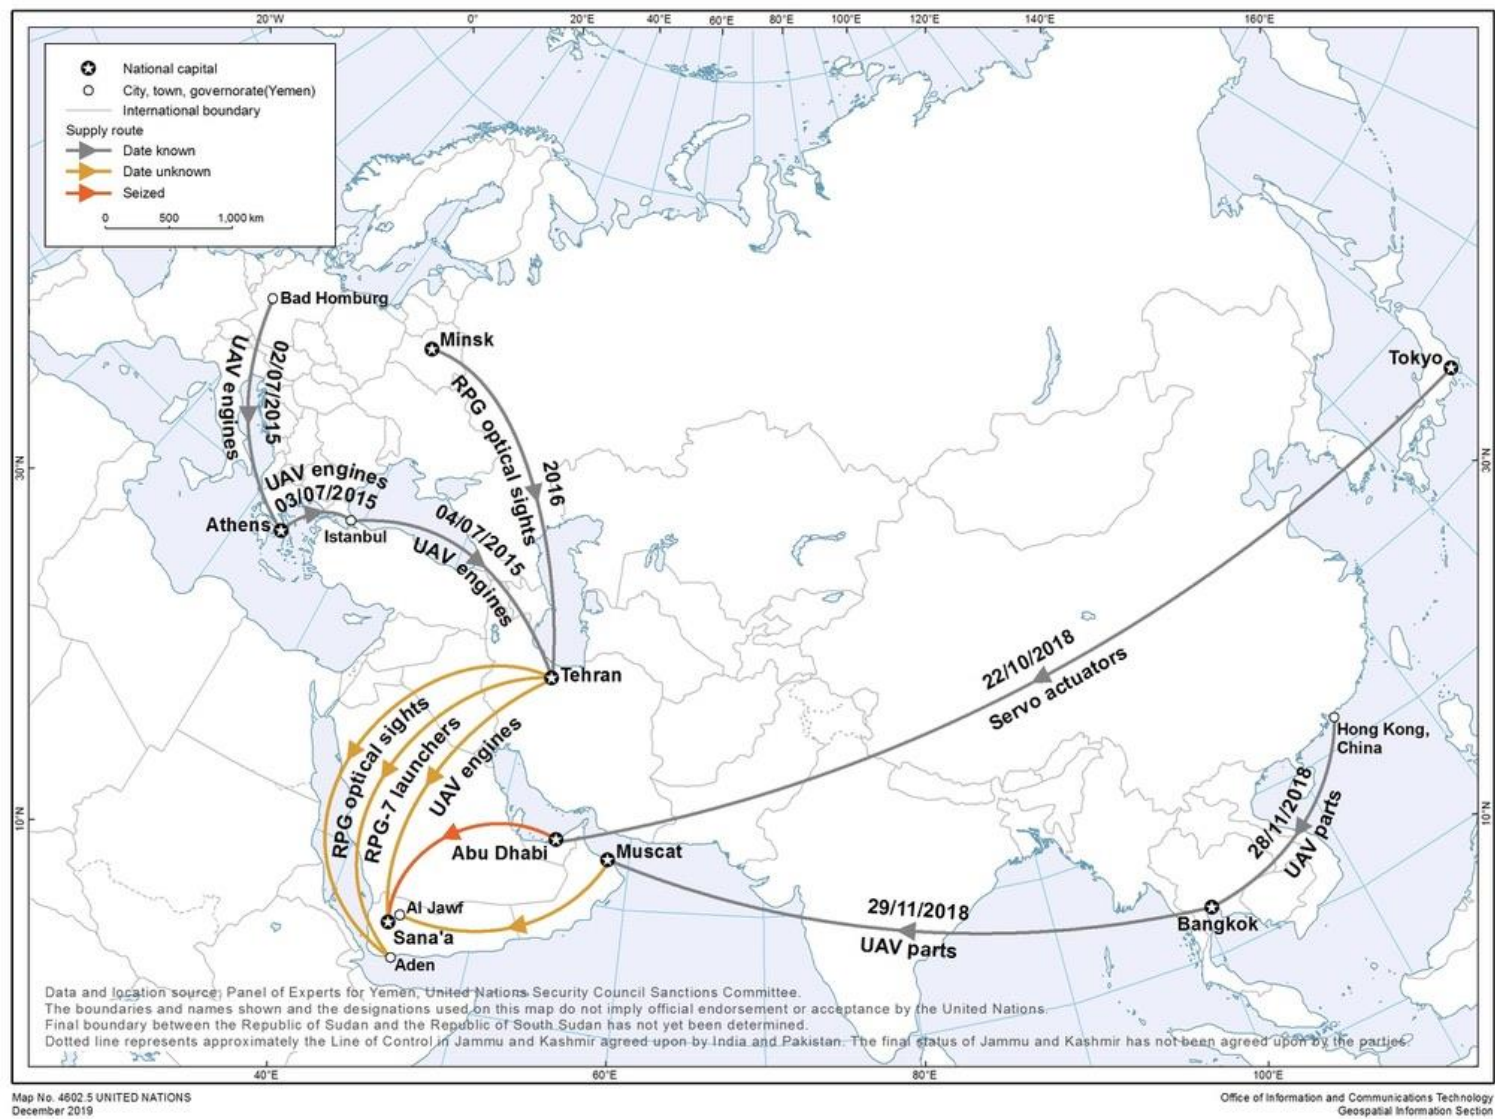 20°W 0° 20°E 40°E 60°E 80°E 100°E 120°E 140°E 160°E
National capital
City, town, governorate(Yemen)
International boundary
Supply route
Date known
Date unknown
Seized
0 500 1,000 km
Bad Homburg
Minsk
UAV engines
02/07/2015
Tokyo
RPG optical sights
2016
30°N
30°N
UAV engines
03/07/2015
Athens
Istanbul
04/07/2015
UAV engines
22/10/2018
Servo actuators
Tehran
RPG optical sights
RPG-7 launchers
UAV engines
Hong Kong,
China
28/11/2018
UAV parts
10°N
10°N
Abu Dhabi
Muscat
Al Jawf
Sana'a
Aden
29/11/2018
UAV parts
Bangkok
Data and location source: Panel of Experts for Yemen, United Nations Security Council Sanctions Committee.
The boundaries and names shown and the designations used on this map do not imply official endorsement or acceptance by the United Nations.
Final boundary between the Republic of Sudan and the Republic of South Sudan has not yet been determined.
Dotted line represents approximately the Line of Control in Jammu and Kashmir agreed upon by India and Pakistan. The final status of Jammu and Kashmir has not been agreed upon by the parties.
40°E 60°E 80°E 100°E
Map No. 4602.5 UNITED NATIONS
December 2019
Office of Information and Communications Technology
Geospatial Information Section